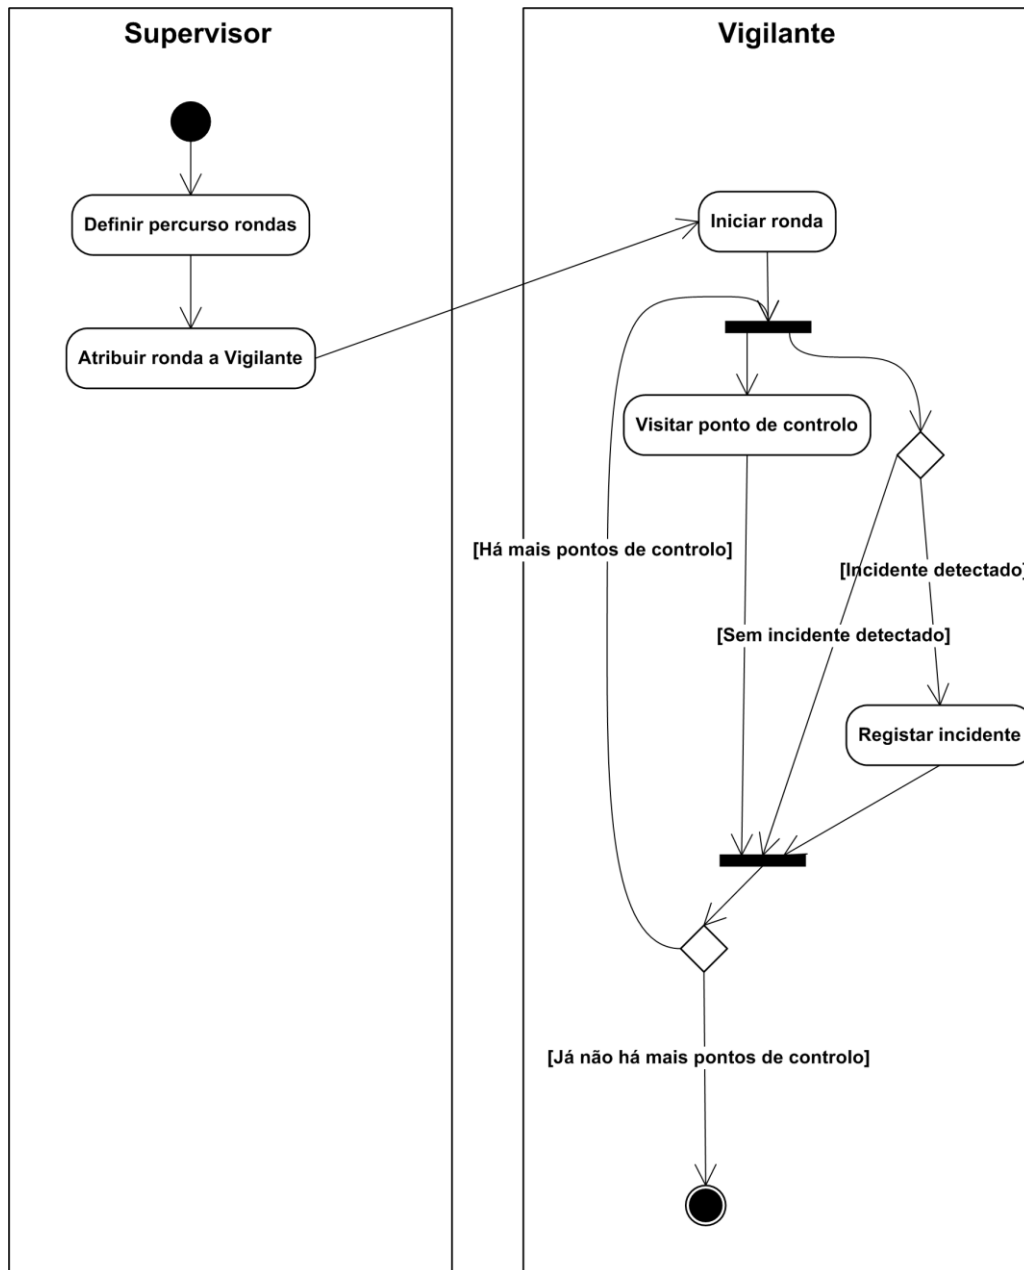 Supervisor
Vigilante
Definir percurso rondas
Iniciar ronda
Atribuir ronda a Vigilante
Visitar ponto de controlo
[Há mais pontos de controlo]
[Incidente detectado]
[Sem incidente detectado]
Registar incidente
[Já não há mais pontos de controlo]